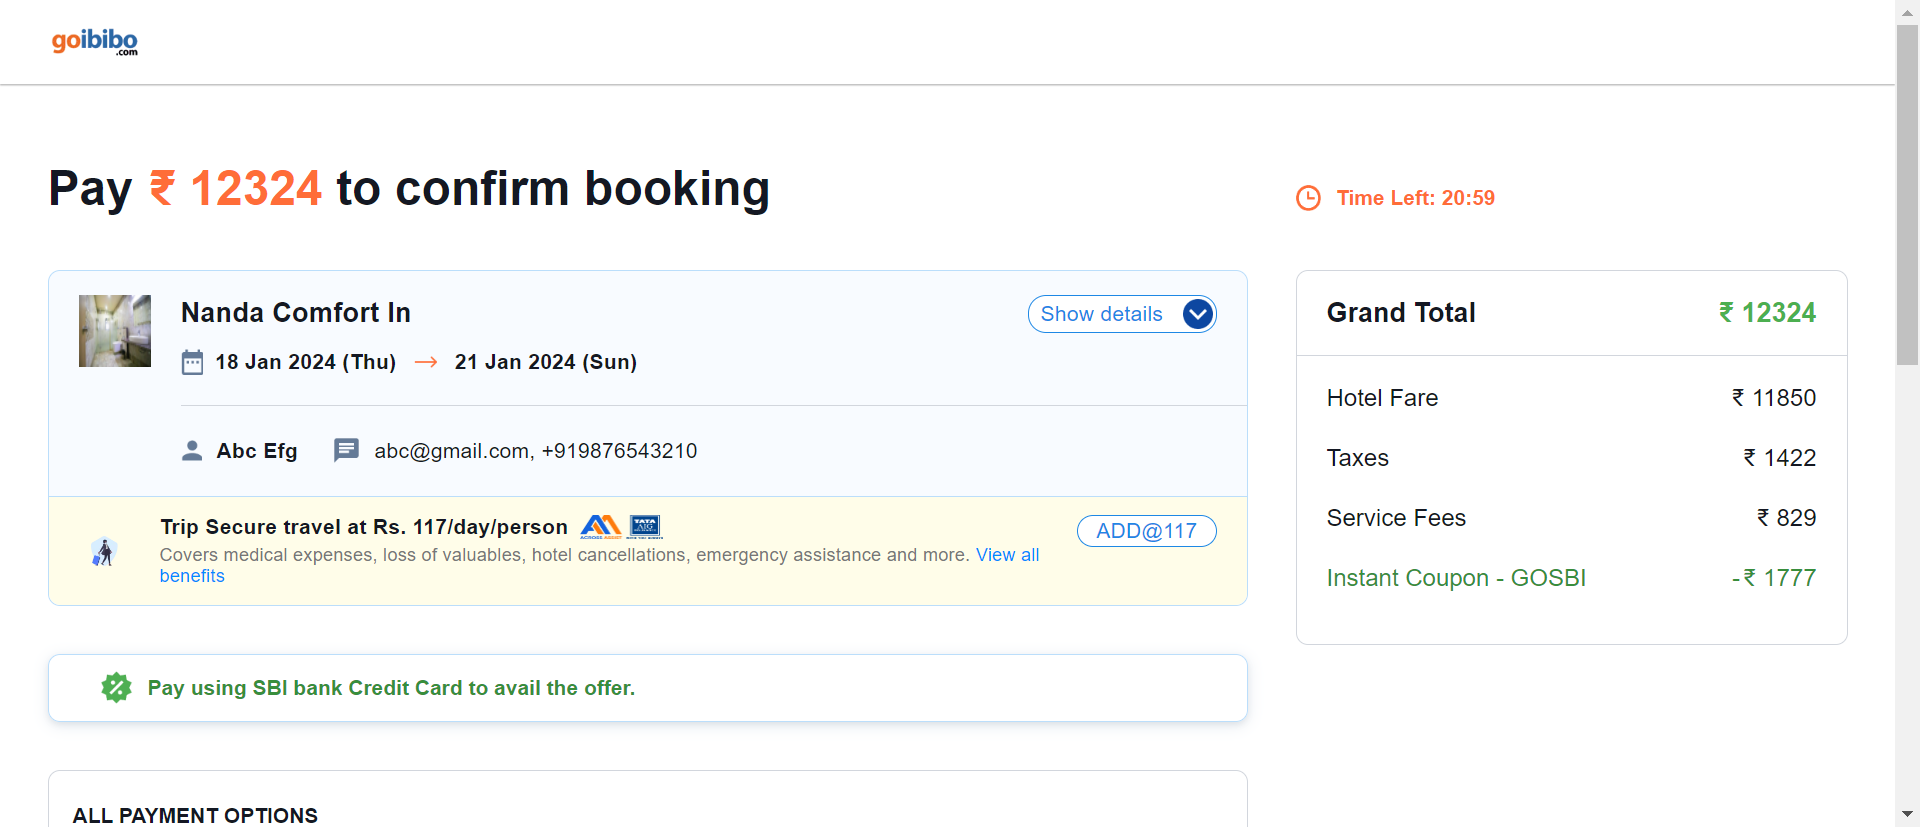 goibibo
.com
Pay ₹ 12324 to confirm booking
Time Left: 20:59
Nanda Comfort In
Show details
18 Jan 2024 (Thu) → 21 Jan 2024 (Sun)
Abc Efg abc@gmail.com, +919876543210
Trip Secure travel at Rs. 117/day/person
TATA
AIG
Covers medical expenses, loss of valuables, hotel cancellations, emergency assistance and more. View all
benefits
ADD@117
Grand Total ₹ 12324
Hotel Fare ₹ 11850
Taxes ₹ 1422
Service Fees ₹ 829
Instant Coupon - GOSBI -₹ 1777
Pay using SBI bank Credit Card to avail the offer.
ALL PAYMENT OPTIONS